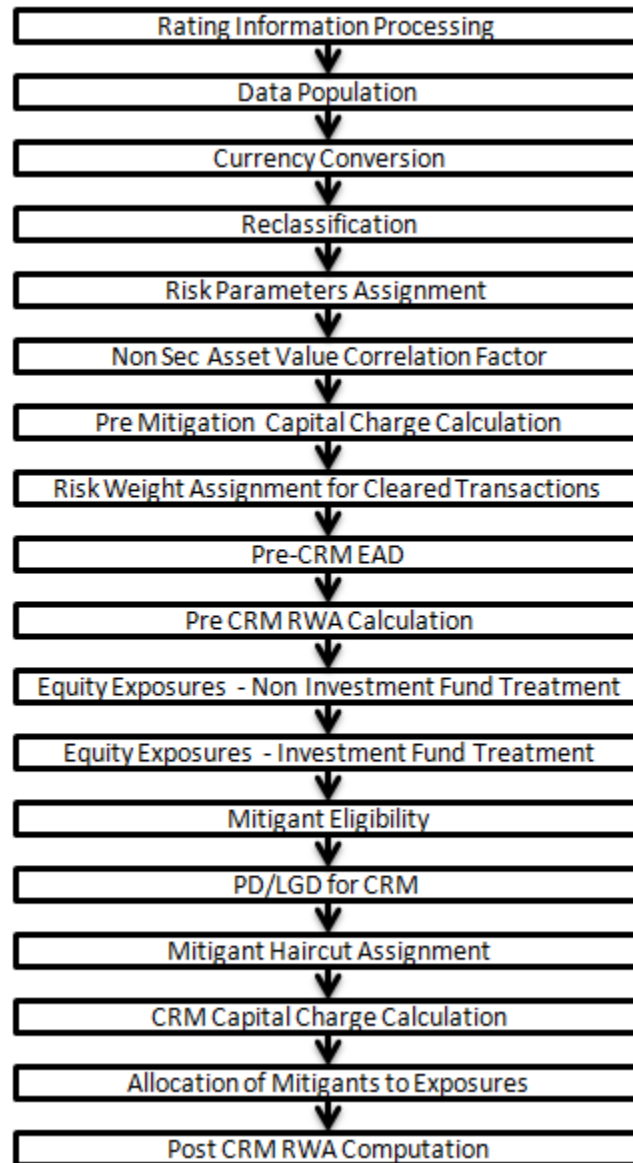 Rating Information Processing
Data Population
Currency Conversion
Reclassification
Risk Parameters Assignment
Non Sec Asset Value Correlation Factor
Pre Mitigation Capital Charge Calculation
Risk Weight Assignment for Cleared Transactions
Pre-CRM EAD
Pre CRM RWA Calculation
Equity Exposures - Non Investment Fund Treatment
Equity Exposures - Investment Fund Treatment
Mitigant Eligibility
PD/LGD for CRM
Mitigant Haircut Assignment
CRM Capital Charge Calculation
Allocation of Mitigants to Exposures
Post CRM RWA Computation